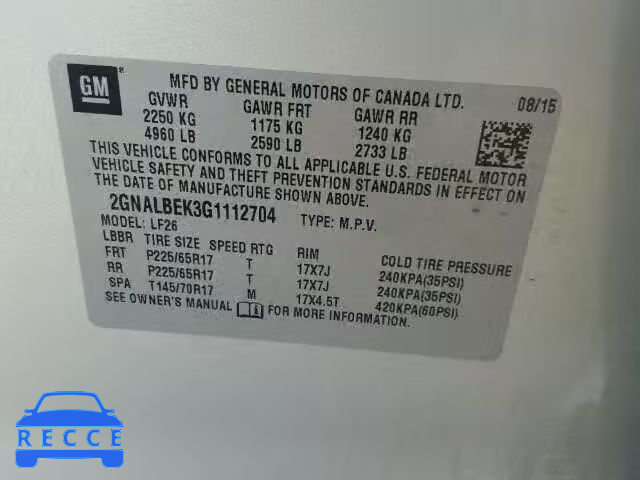 GM ®
MFD BY GENERAL MOTORS OF CANADA LTD. 08/15
GVWR GAWR FRT GAWR RR
2250 KG 1175 KG 1240 KG
4960 LB 2590 LB 2733 LB
THIS VEHICLE CONFORMS TO ALL APPLICABLE U.S. FEDERAL MOTOR
VEHICLE SAFETY AND THEFT PREVENTION STANDARDS IN EFFECT ON
THE DATE OF MANUFACTURE SHOWN ABOVE.
2GNALBEK3G1112704 TYPE: M.P.V.
MODEL: LF26
LBBR TIRE SIZE SPEED RTG RIM COLD TIRE PRESSURE
FRT P225/65R17 T 17X7J 240KPA(35PSI)
RR P225/65R17 T 17X7J 240KPA(35PSI)
SPA T145/70R17 M 17X4.5T 420KPA(60PSI)
SEE OWNER'S MANUAL FOR MORE INFORMATION.
RECCE